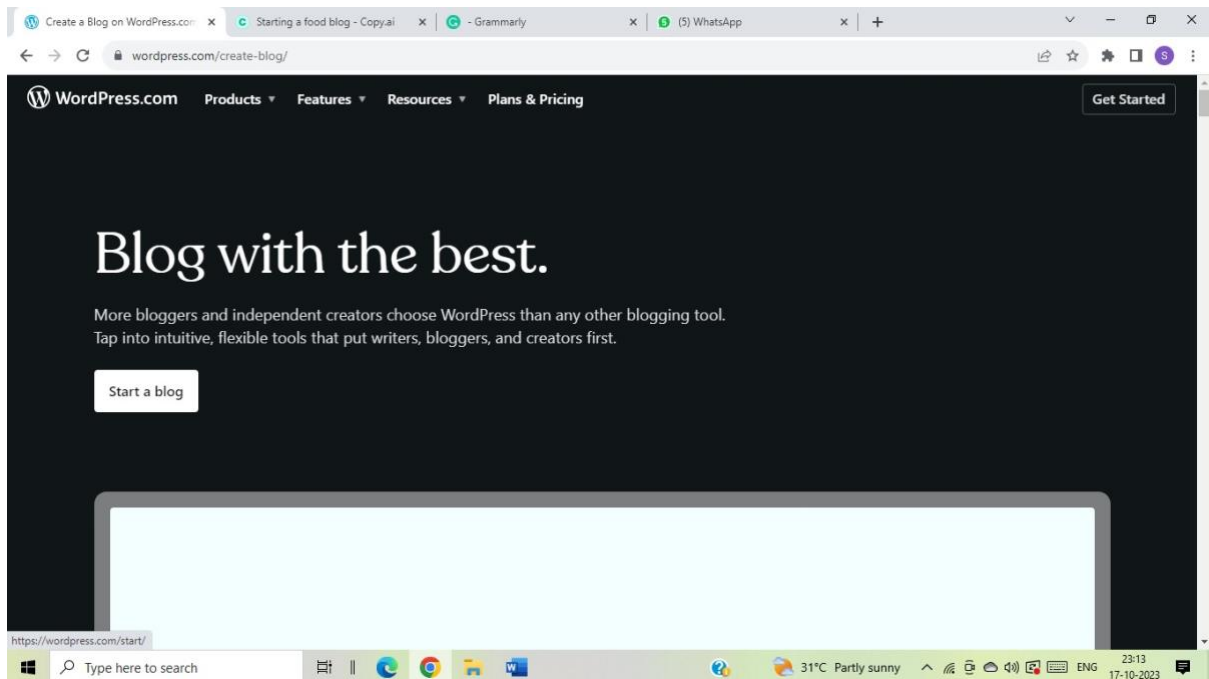 Create a Blog on WordPress.com
Starting a food blog - Copy.ai
- Grammarly
(5) WhatsApp
wordpress.com/create-blog/
S
WordPress.com Products Features Resources Plans & Pricing Get Started
Blog with the best.
More bloggers and independent creators choose WordPress than any other blogging tool.
Tap into intuitive, flexible tools that put writers, bloggers, and creators first.
Start a blog
https://wordpress.com/start/
Type here to search
31°C Partly sunny
ENG
23:13
17-10-2023